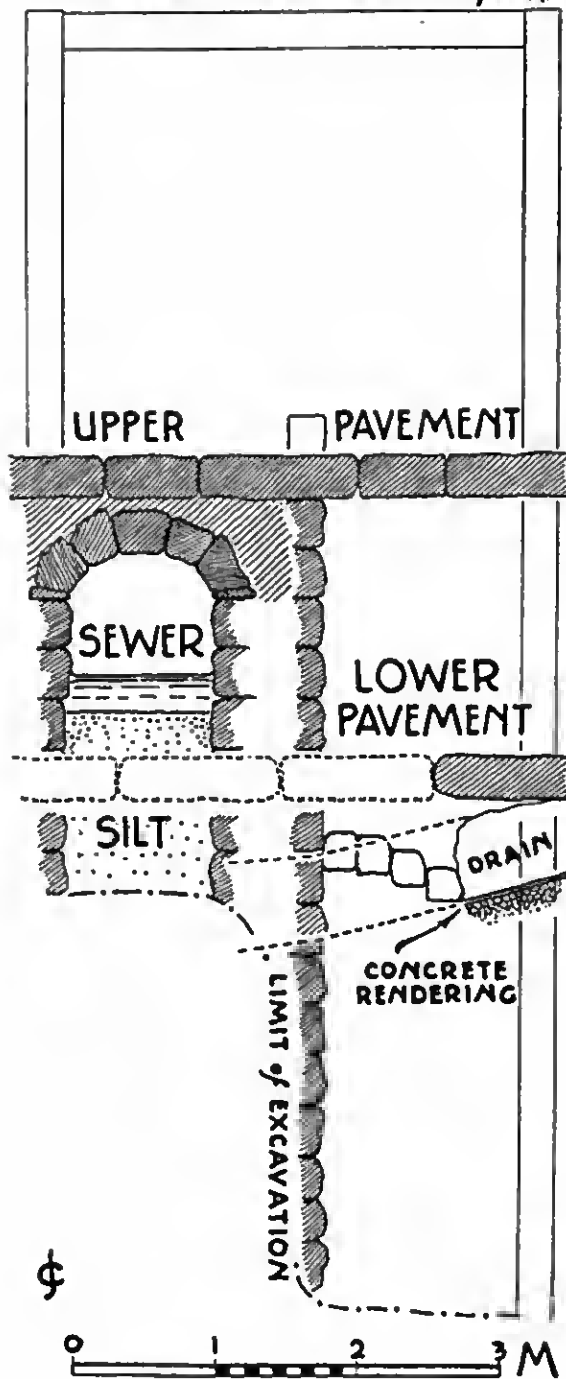 UPPER PAVEMENT
SEWER
LOWER
PAVEMENT
SILT
DRAIN
CONCRETE
RENDERING
LIMIT of EXCAVATION
0 1 2 3 M